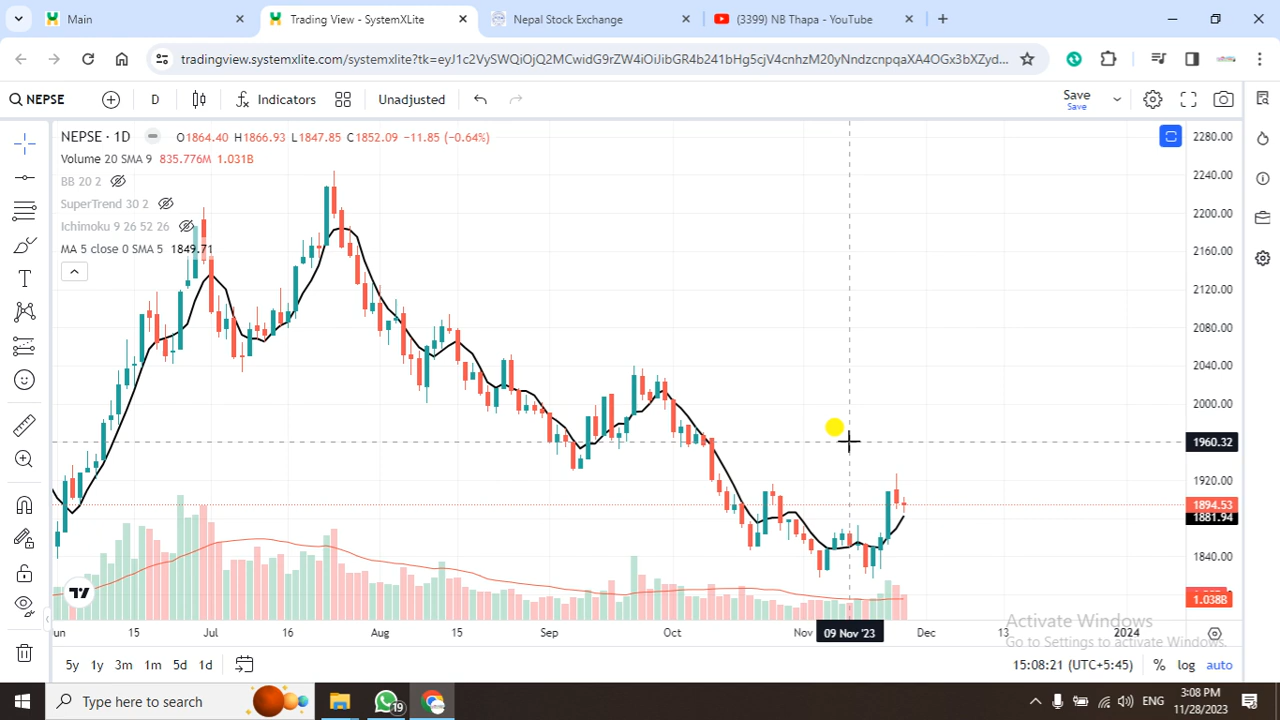 Main
Trading View - SystemXLite
Nepal Stock Exchange
(3399) NB Thapa - YouTube
tradingview.systemxlite.com/systemxlite?tk=eyJ1c2VySWQiOjQ2MCwidG9rZW4iOiJibGR4b241bHg5cjV4cnhzM20yNndzcnpqaXA4OGx3bXZyd...
NEPSE
D
Indicators
Unadjusted
Save
Save
NEPSE · 1D
O1864.40 H1866.93 L1847.85 C1852.09 −11.85 (−0.64%)
Volume 20 SMA 9 835.776M 1.031B
BB 20 2
SuperTrend 30 2
Ichimoku 9 26 52 26
MA 5 close 0 SMA 5 1849.71
2280.00
2240.00
2200.00
2160.00
2120.00
2080.00
2040.00
2000.00
1960.32
1920.00
1894.53
1881.94
1840.00
1.038B
Jun 15 Jul 16 Aug 15 Sep Oct Nov 09 Nov '23 Dec 13 2024
Activate Windows
Go to Settings to activate Windows.
5y 1y 3m 1m 5d 1d
15:08:21 (UTC+5:45) % log auto
Type here to search
19
ENG
3:08 PM
11/28/2023